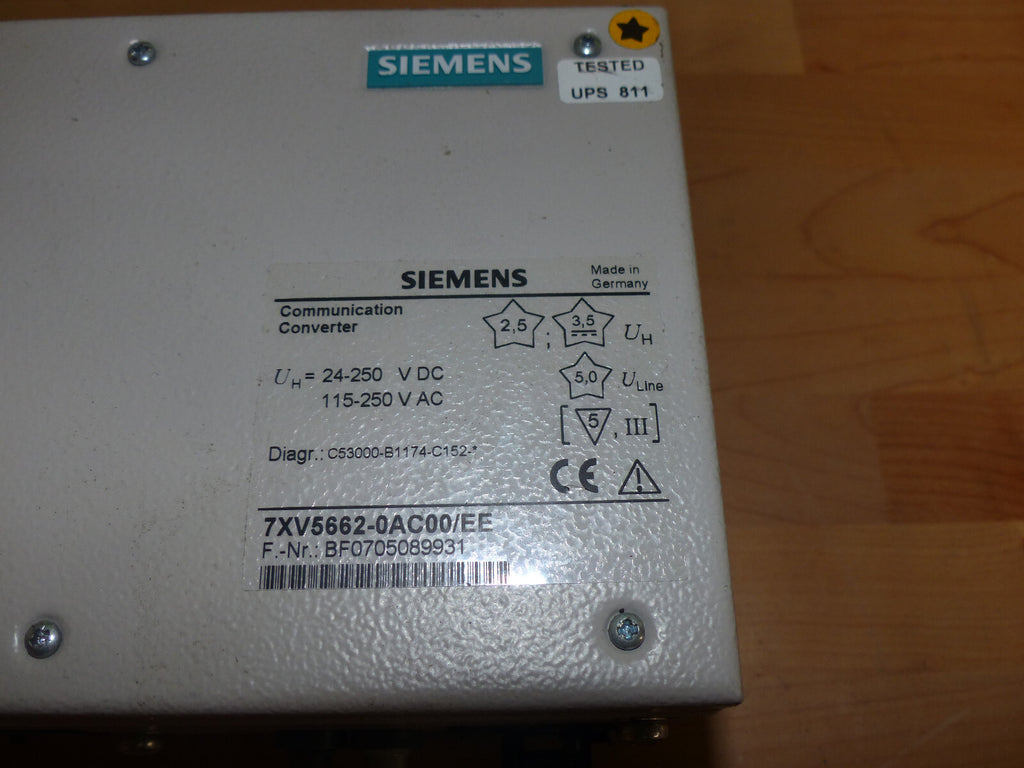 SIEMENS
TESTED
UPS 811
SIEMENS
Made in
Germany
Communication
Converter
2,5 ; 3,5 UH
UH = 24-250 V DC
115-250 V AC
5,0 ULine
[5, III]
Diagr.: C53000-B1174-C152-*
CE
7XV5662-0AC00/EE
F.-Nr.: BF0705089931